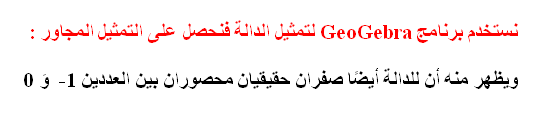 نستخدم برنامج GeoGebra لتمثيل الدالة فنحصل على التمثيل المجاور :
ويظهر منه أن للدالة أيضًا صفران حقيقيان محصوران بين العددين 1- وَ 0